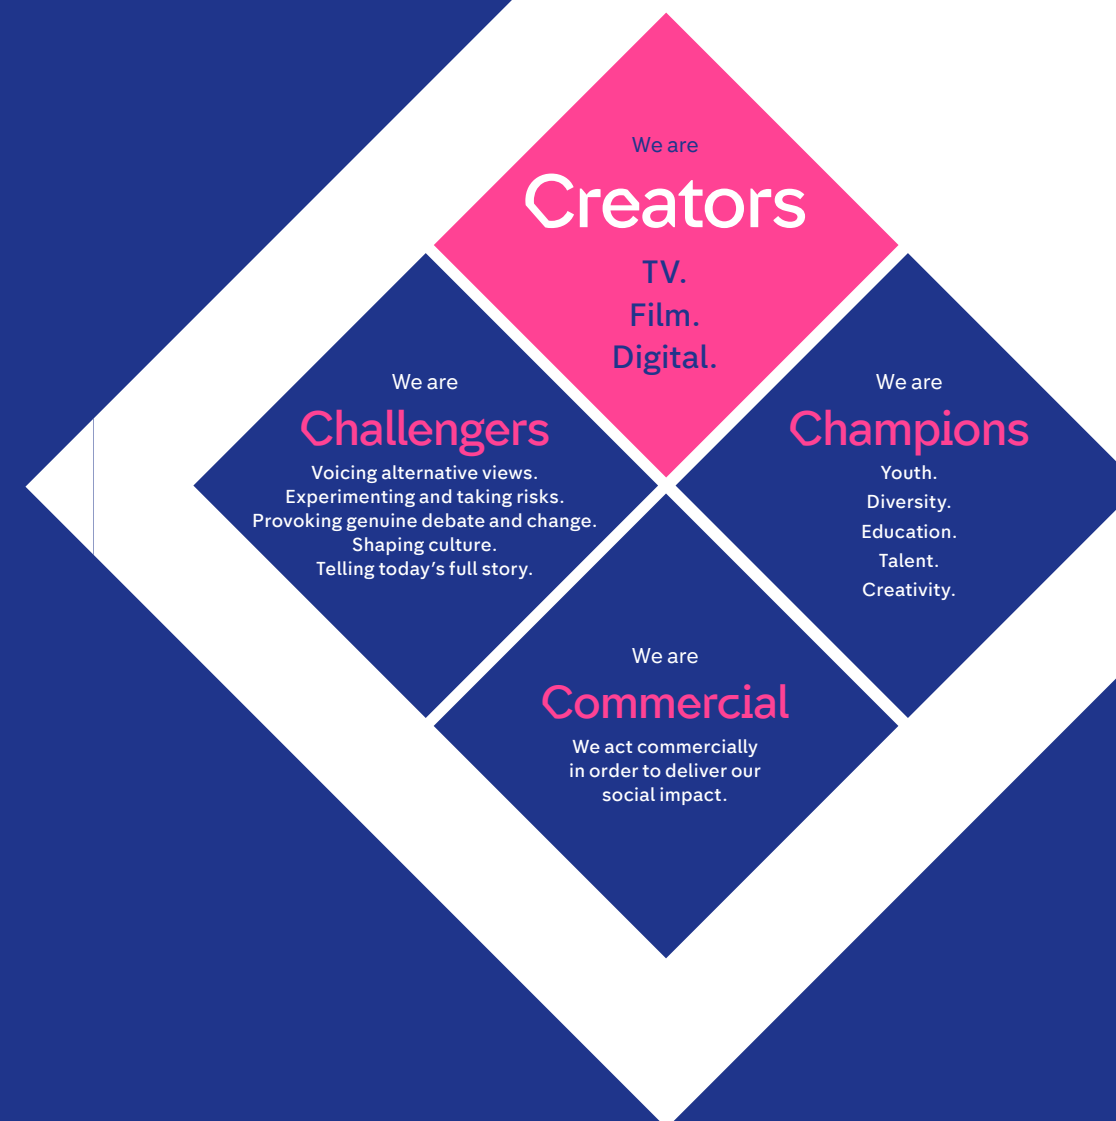 We are
Creators
TV.
Film.
Digital.
We are
Challengers
Voicing alternative views.
Experimenting and taking risks.
Provoking genuine debate and change.
Shaping culture.
Telling today’s full story.
We are
Champions
Youth.
Diversity.
Education.
Talent.
Creativity.
We are
Commercial
We act commercially
in order to deliver our
social impact.